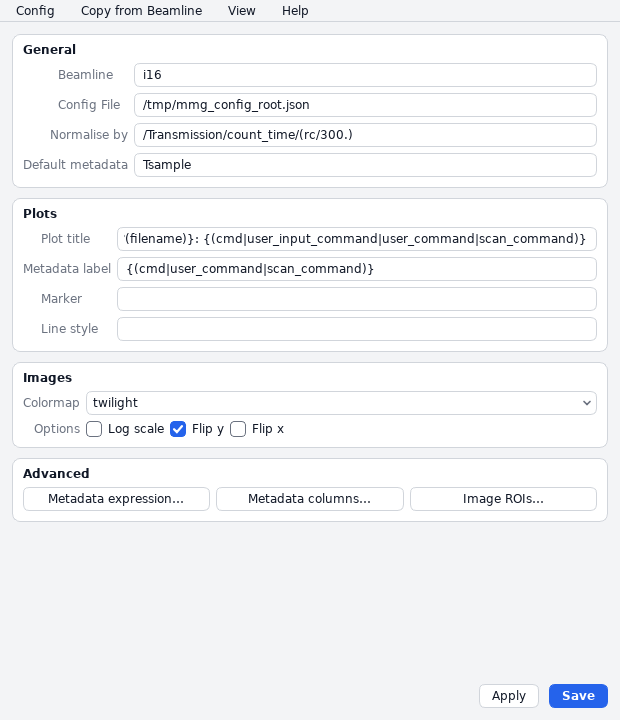 Config Copy from Beamline View Help
General
Beamline i16
Config File /tmp/mmg_config_root.json
Normalise by /Transmission/count_time/(rc/300.)
Default metadata Tsample
Plots
Plot title (filename)}: {(cmd|user_input_command|user_command|scan_command)}
Metadata label {(cmd|user_command|scan_command)}
Marker
Line style
Images
Colormap twilight
Options Log scale Flip y Flip x
Advanced
Metadata expression... Metadata columns... Image ROIs...
Apply Save